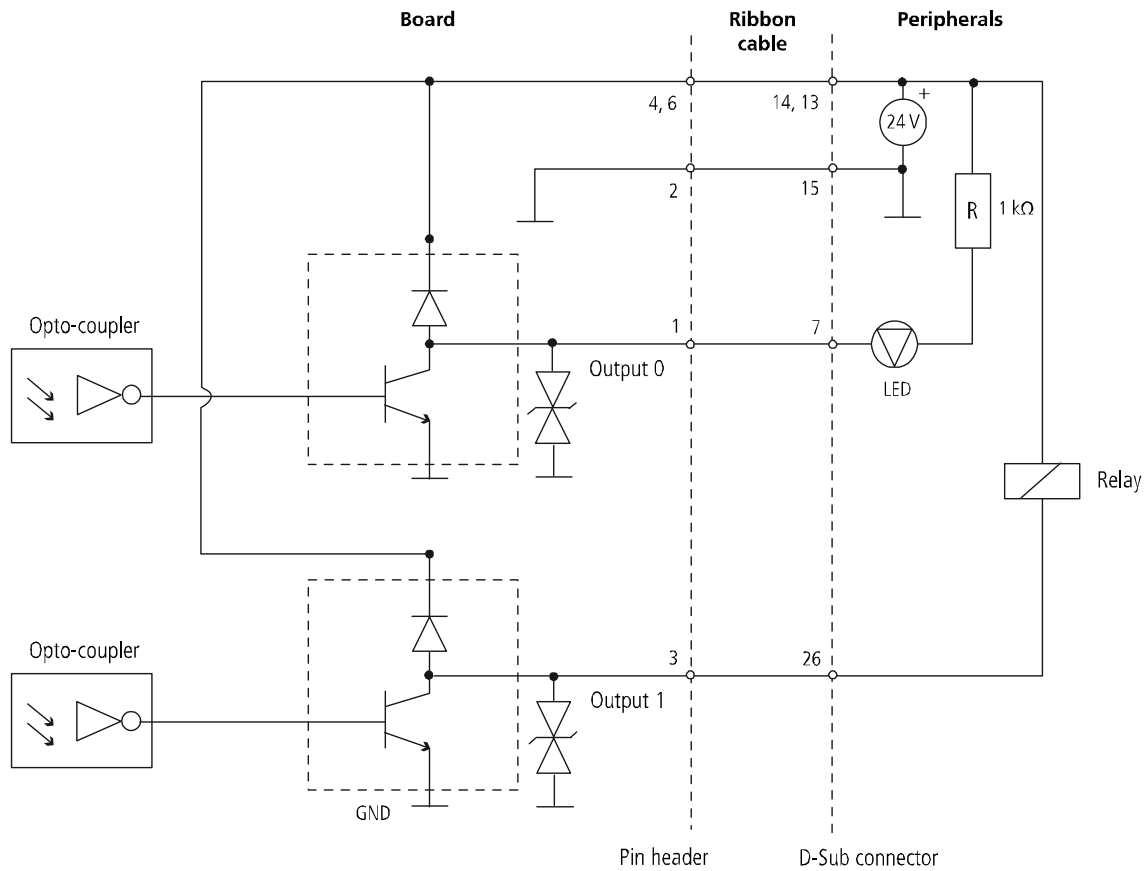 Board
Ribbon
cable
Peripherals
4, 6
14, 13
+
24 V
2
15
R
1 kΩ
Opto-coupler
1
7
Output 0
LED
Relay
Opto-coupler
3
26
Output 1
GND
Pin header
D-Sub connector